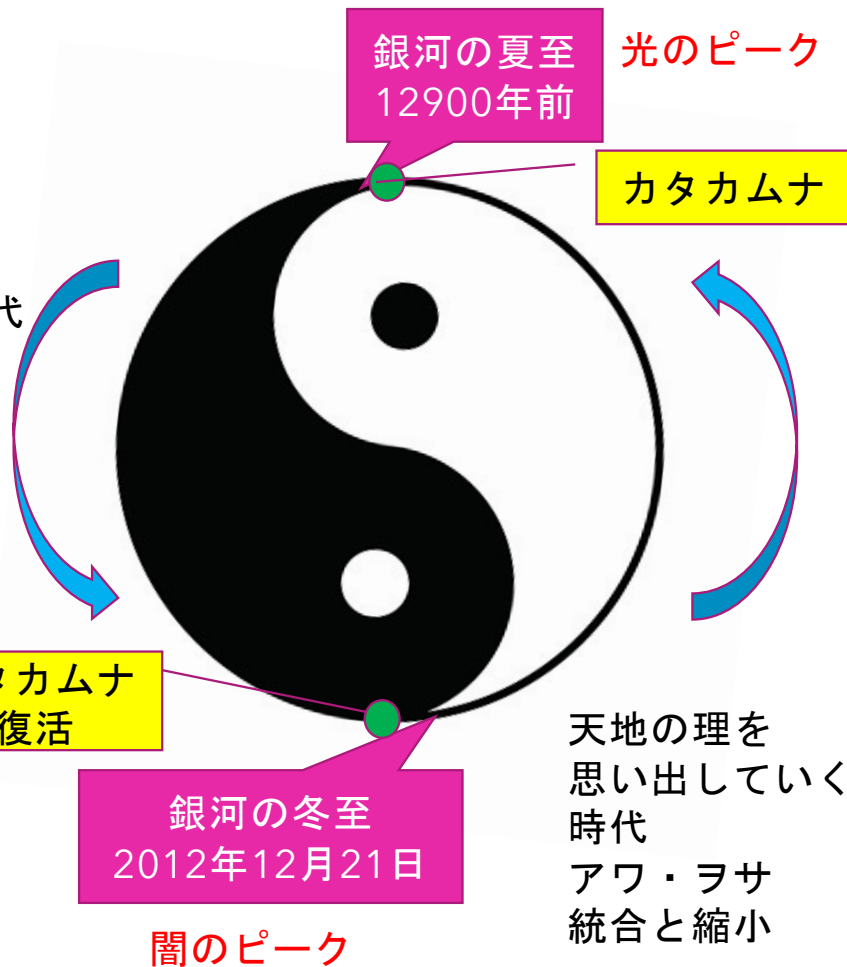 銀河の夏至
12900年前
光のピーク
カタカムナ
代
タカムナ
復活
銀河の冬至
2012年12月21日
闇のピーク
天地の理を
思い出していく
時代
アワ・ヲサ
統合と縮小